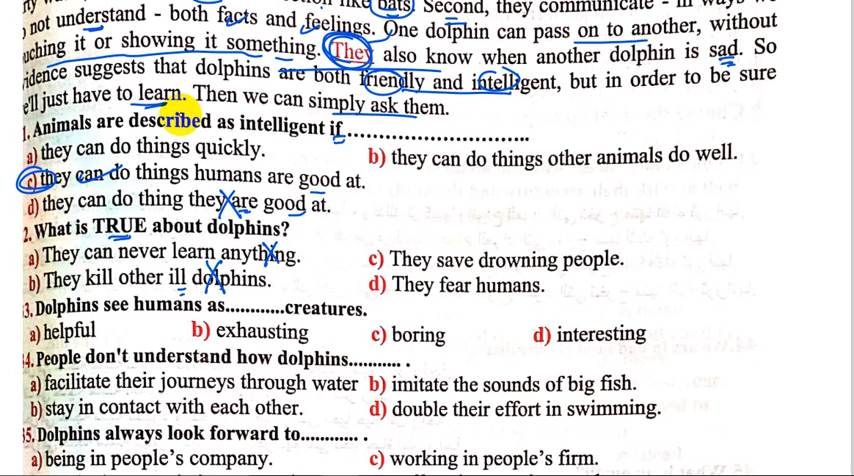 bats. Second, they communicate - in ways
not understand - both facts and feelings. One dolphin can pass on to another, without
uching it or showing it something. They also know when another dolphin is sad. So
idence suggests that dolphins are both friendly and intelligent, but in order to be sure
e'll just have to learn. Then we can simply ask them.
1. Animals are described as intelligent if..............................
a) they can do things quickly. b) they can do things other animals do well.
c) they can do things humans are good at.
d) they can do thing they are good at.
2. What is TRUE about dolphins?
a) They can never learn anything. c) They save drowning people.
b) They kill other ill dolphins. d) They fear humans.
3. Dolphins see humans as............creatures.
a) helpful b) exhausting c) boring d) interesting
4. People don't understand how dolphins............
a) facilitate their journeys through water b) imitate the sounds of big fish.
b) stay in contact with each other. d) double their effort in swimming.
5. Dolphins always look forward to............ .
a) being in people's company. c) working in people's firm.